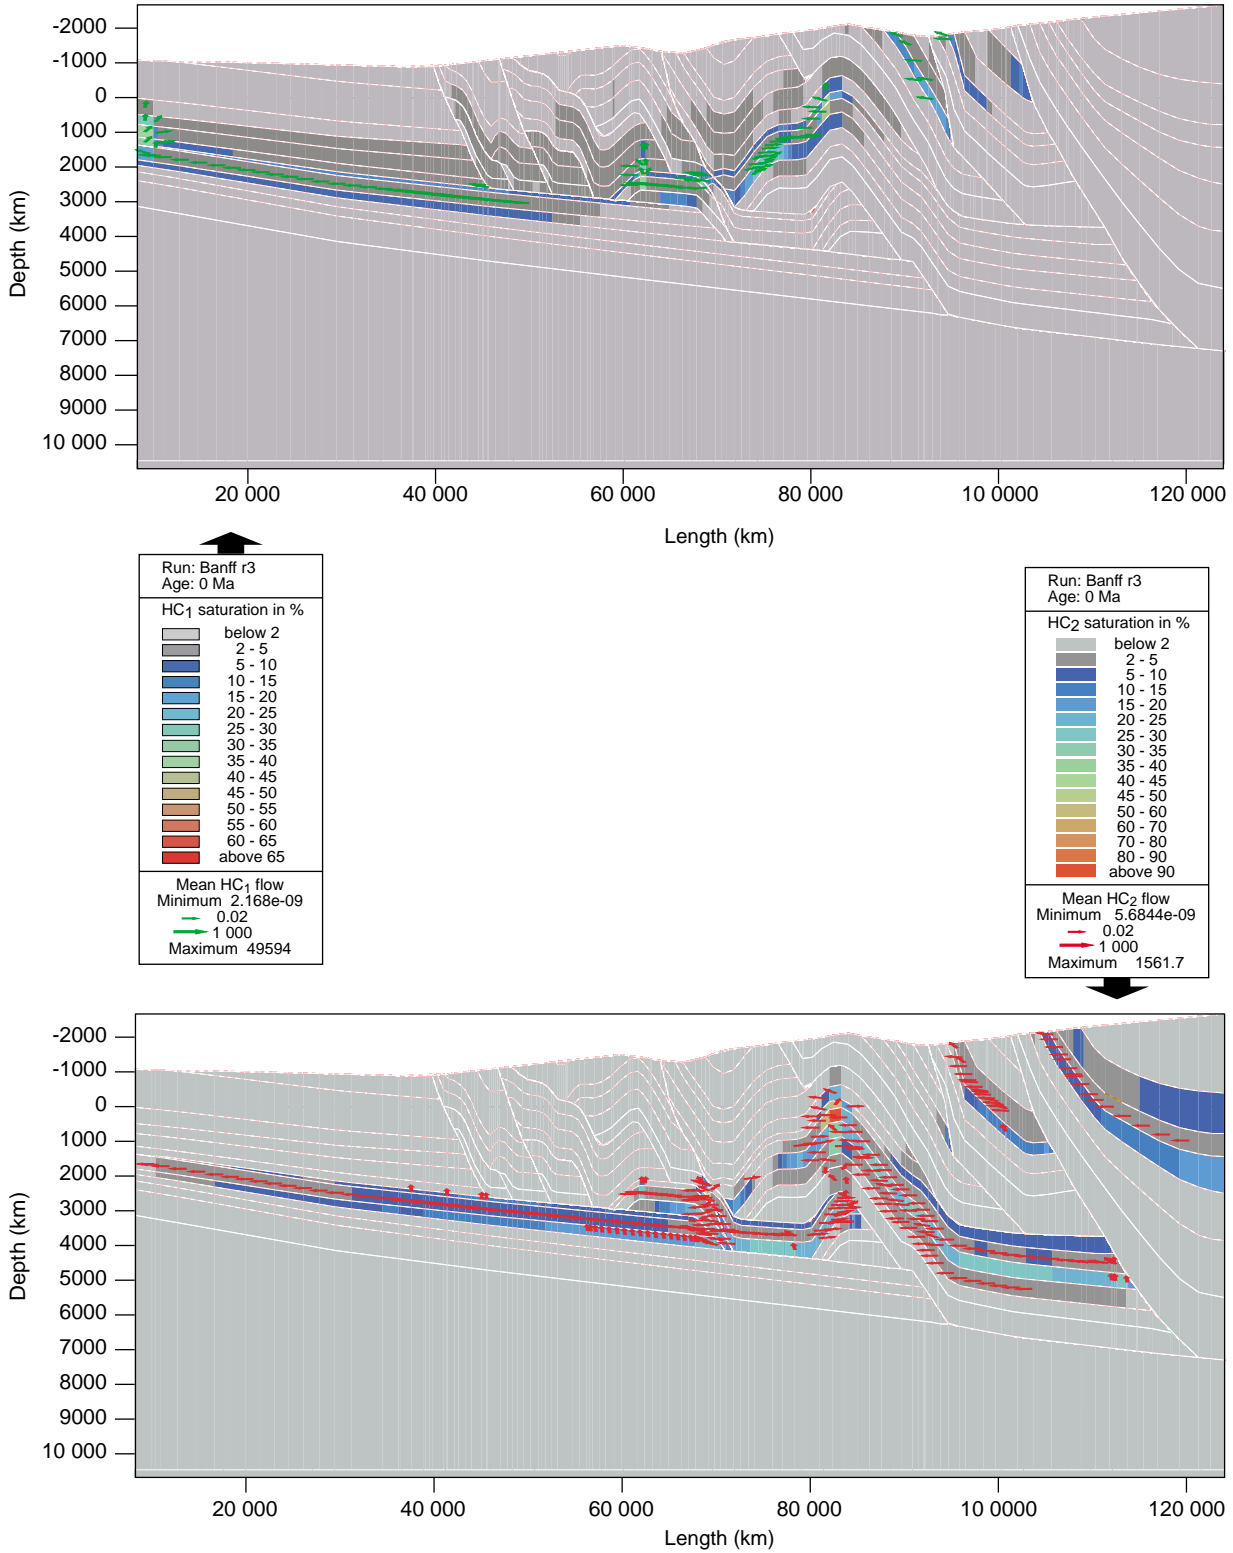 -2000
-1000
0
1000
2000
3000
4000
5000
6000
7000
8000
9000
10 000
Depth (km)
20 000 40 000 60 000 80 000 10 0000 120 000
Length (km)
Run: Banff r3
Age: 0 Ma
HC1 saturation in %
below 2
2 - 5
5 - 10
10 - 15
15 - 20
20 - 25
25 - 30
30 - 35
35 - 40
40 - 45
45 - 50
50 - 55
55 - 60
60 - 65
above 65
Mean HC1 flow
Minimum 2.168e-09
0.02
1 000
Maximum 49594
Run: Banff r3
Age: 0 Ma
HC2 saturation in %
below 2
2 - 5
5 - 10
10 - 15
15 - 20
20 - 25
25 - 30
30 - 35
35 - 40
40 - 45
45 - 50
50 - 60
60 - 70
70 - 80
80 - 90
above 90
Mean HC2 flow
Minimum 5.6844e-09
0.02
1 000
Maximum 1561.7
-2000
-1000
0
1000
2000
3000
4000
5000
6000
7000
8000
9000
10 000
Depth (km)
20 000 40 000 60 000 80 000 10 0000 120 000
Length (km)